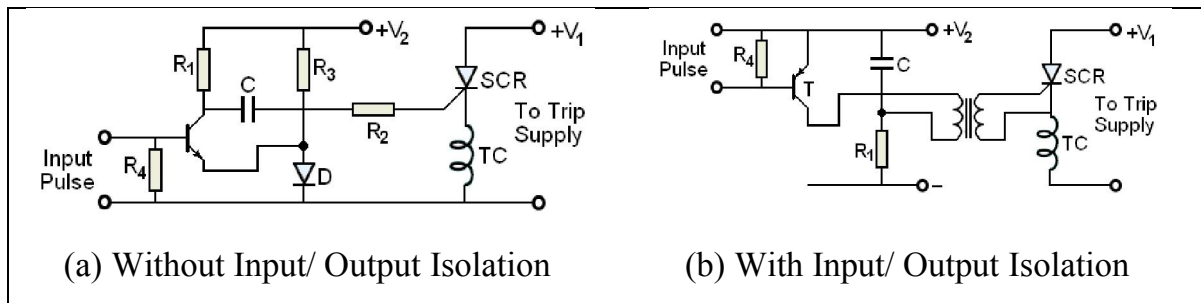 +V2
R1
R3
C
R2
R4
Input
Pulse
D
+V1
SCR
To Trip
Supply
TC
(a) Without Input/ Output Isolation
Input
Pulse
R4
T
+V2
C
R1
–
+V1
SCR
To Trip
Supply
TC
(b) With Input/ Output Isolation